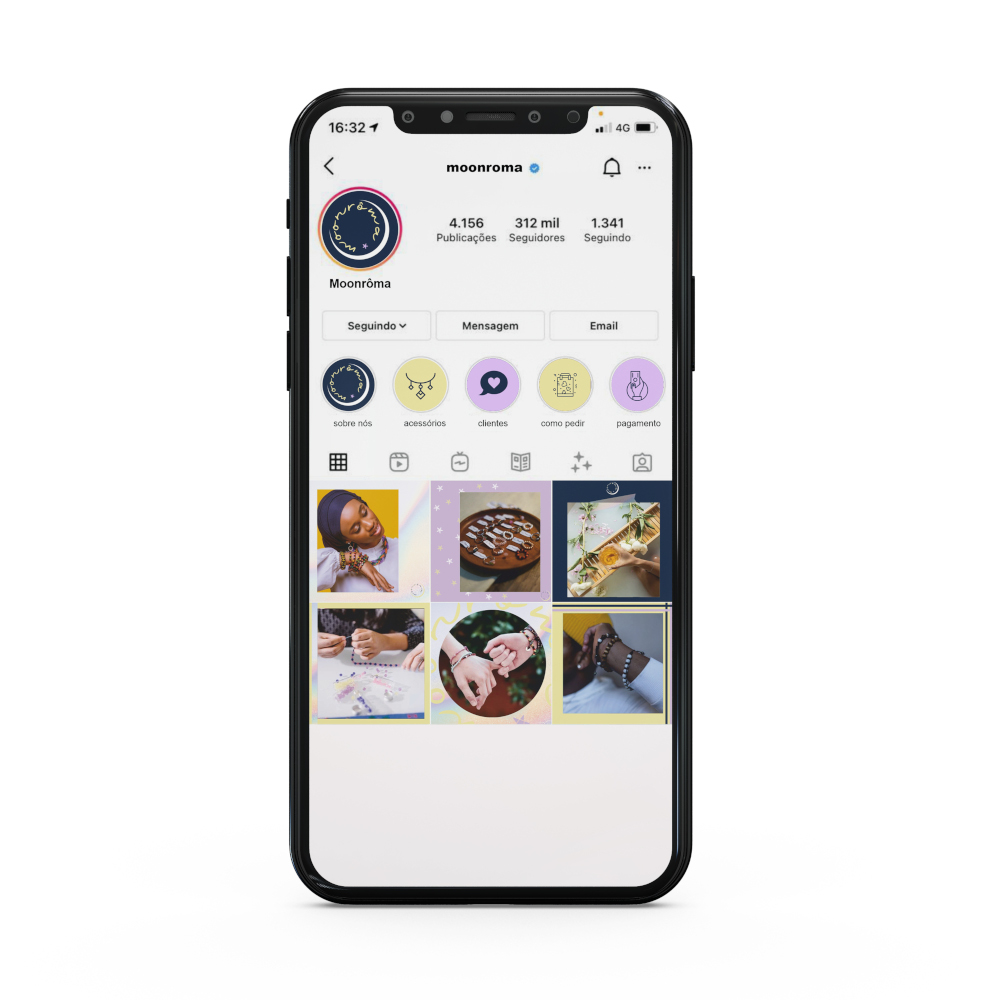 16:32
4G
moonroma
moonrôma
4.156 312 mil 1.341
Publicações Seguidores Seguindo
Moonrôma
Seguindo Mensagem Email
moonrôma
sobre nós acessórios clientes como pedir pagamento